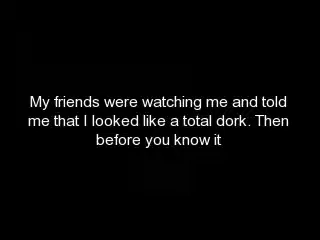 My friends were watching me and told
me that I looked like a total dork. Then
before you know it